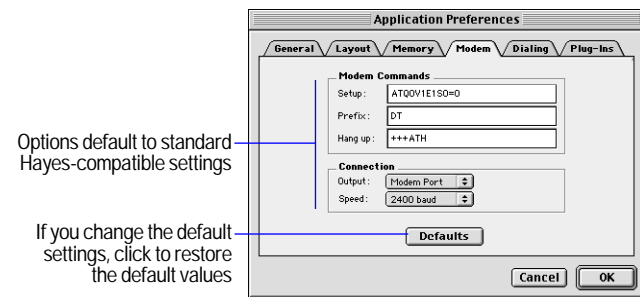 Application Preferences
General Layout Memory Modem Dialing Plug-Ins
Modem Commands
Setup: ATQ0V1E1S0=0
Prefix: DT
Hang up: +++ATH
Options default to standard
Hayes-compatible settings
Connection
Output: Modem Port
Speed: 2400 baud
If you change the default
settings, click to restore
the default values
Defaults
Cancel OK